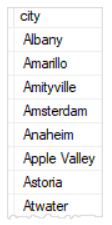 city
Albany
Amarillo
Amityville
Amsterdam
Anaheim
Apple Valley
Astoria
Atwater